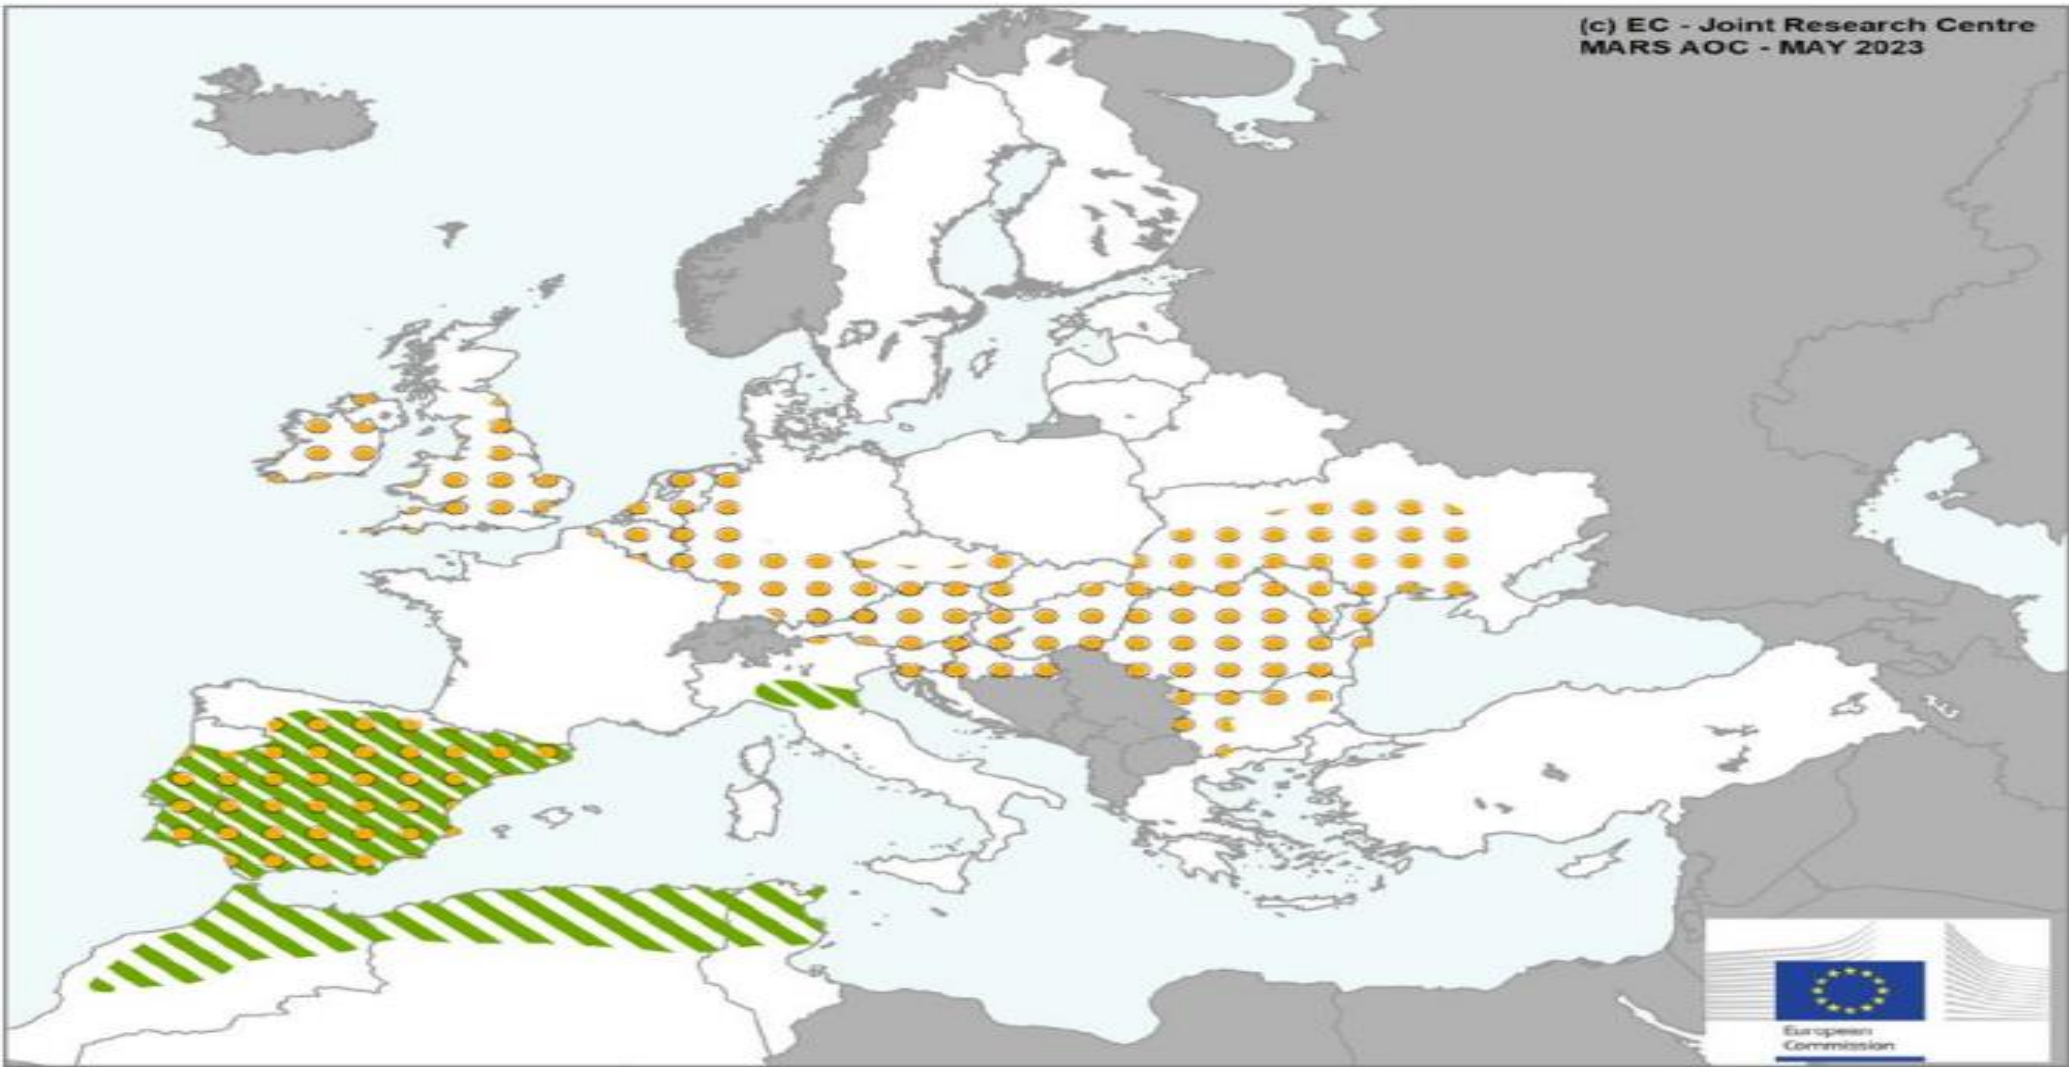 (c) EC - Joint Research Centre
MARS AOC - MAY 2023
European
Commission